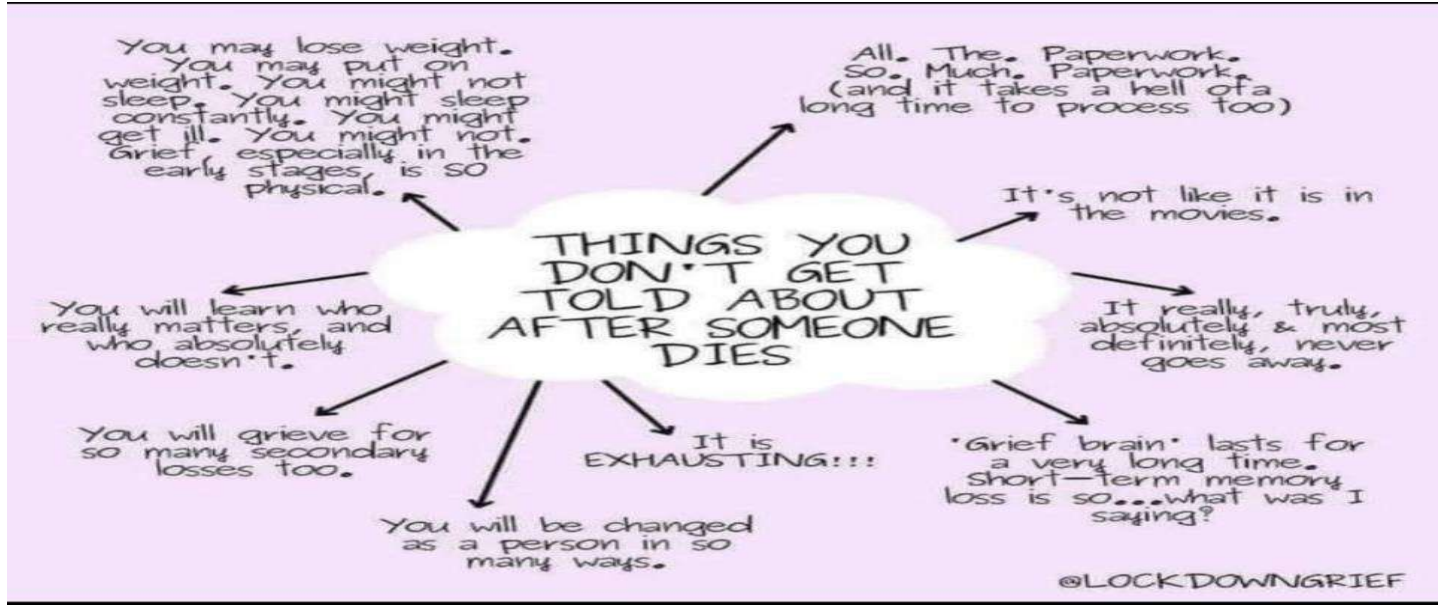 You may lose weight.
You may put on
weight. You might not
sleep. You might sleep
constantly. You might
get ill. You might not.
Grief, especially in the
early stages, is so
physical.
All. The. Paperwork.
So. Much. Paperwork.
(and it takes a hell of a
long time to process too)
It's not like it is in
the movies.
THINGS YOU
DON'T GET
TOLD ABOUT
AFTER SOMEONE
DIES
You will learn who
really matters, and
who absolutely
doesn't.
It really, truly,
absolutely & most
definitely, never
goes away.
You will grieve for
so many secondary
losses too.
It is
EXHAUSTING!!!
'Grief brain' lasts for
a very long time.
Short-term memory
loss is so...what was I
saying?
You will be changed
as a person in so
many ways.
@LOCKDOWNGRIEF